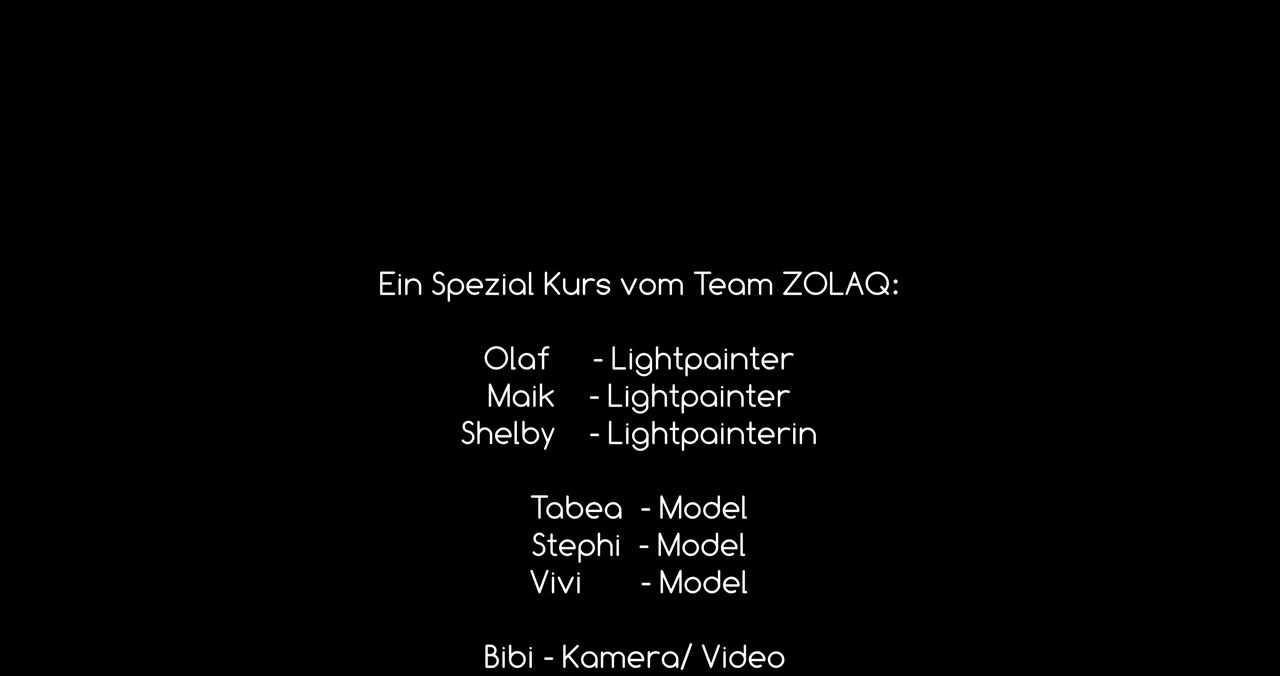 Ein Spezial Kurs vom Team ZOLAQ:
Olaf - Lightpainter
Maik - Lightpainter
Shelby - Lightpainterin
Tabea - Model
Stephi - Model
Vivi - Model
Bibi - Kamera/ Video